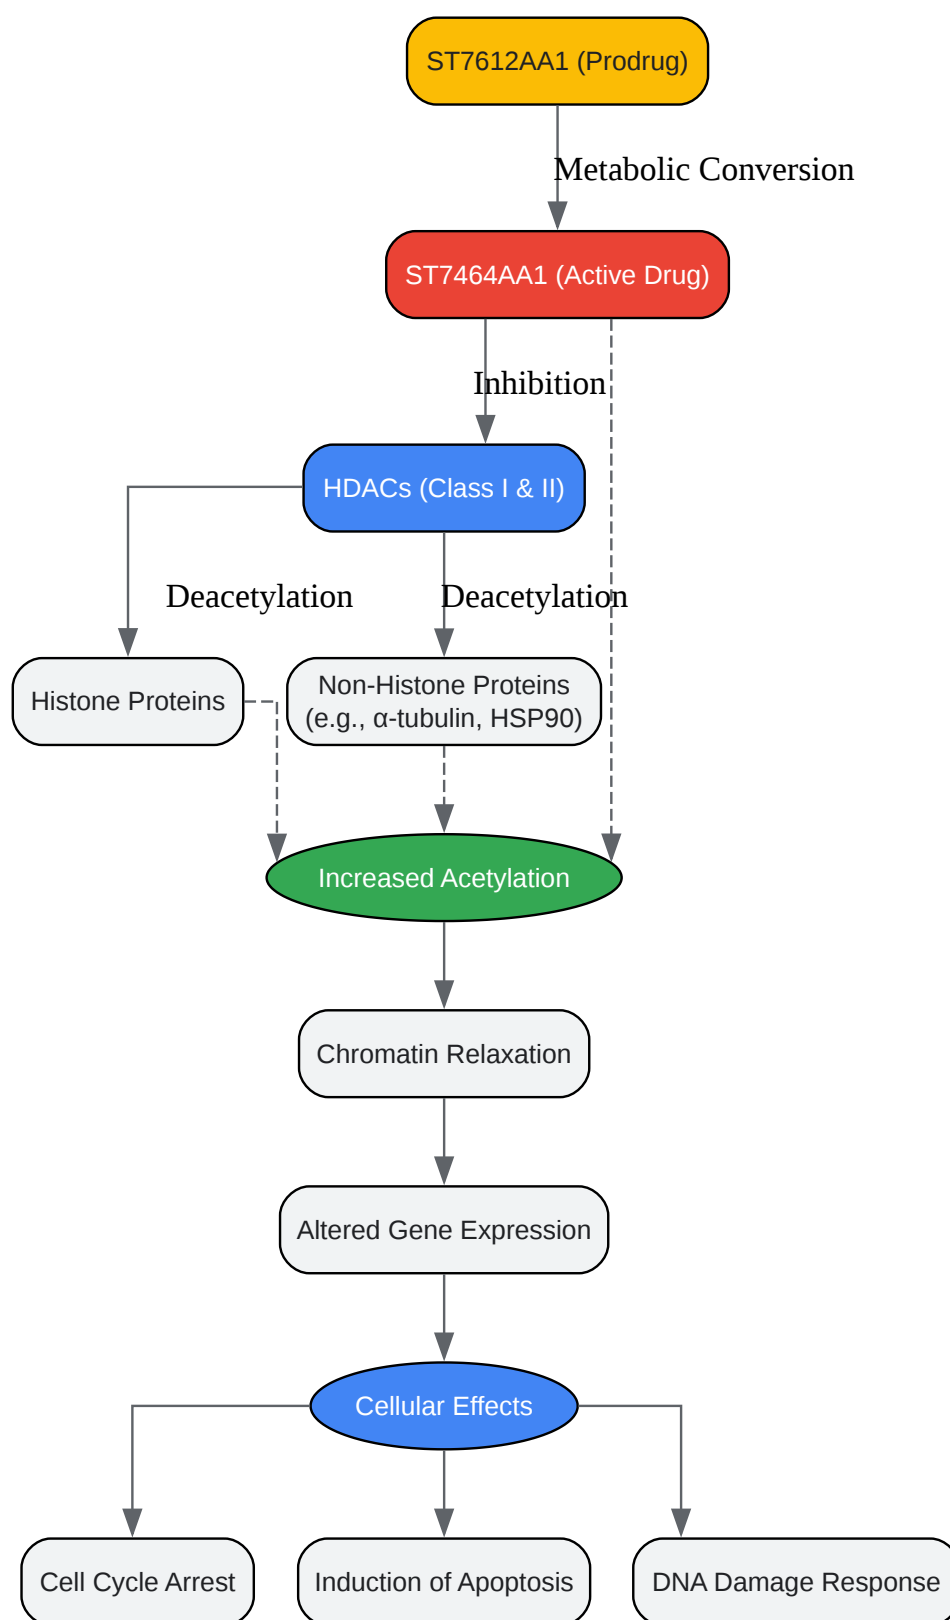 ST7612AA1 (Prodrug)
Metabolic Conversion
ST7464AA1 (Active Drug)
Inhibition
HDACs (Class I & II)
Deacetylation
Deacetylation
Histone Proteins
Non-Histone Proteins
(e.g., α-tubulin, HSP90)
Increased Acetylation
Chromatin Relaxation
Altered Gene Expression
Cellular Effects
Cell Cycle Arrest
Induction of Apoptosis
DNA Damage Response